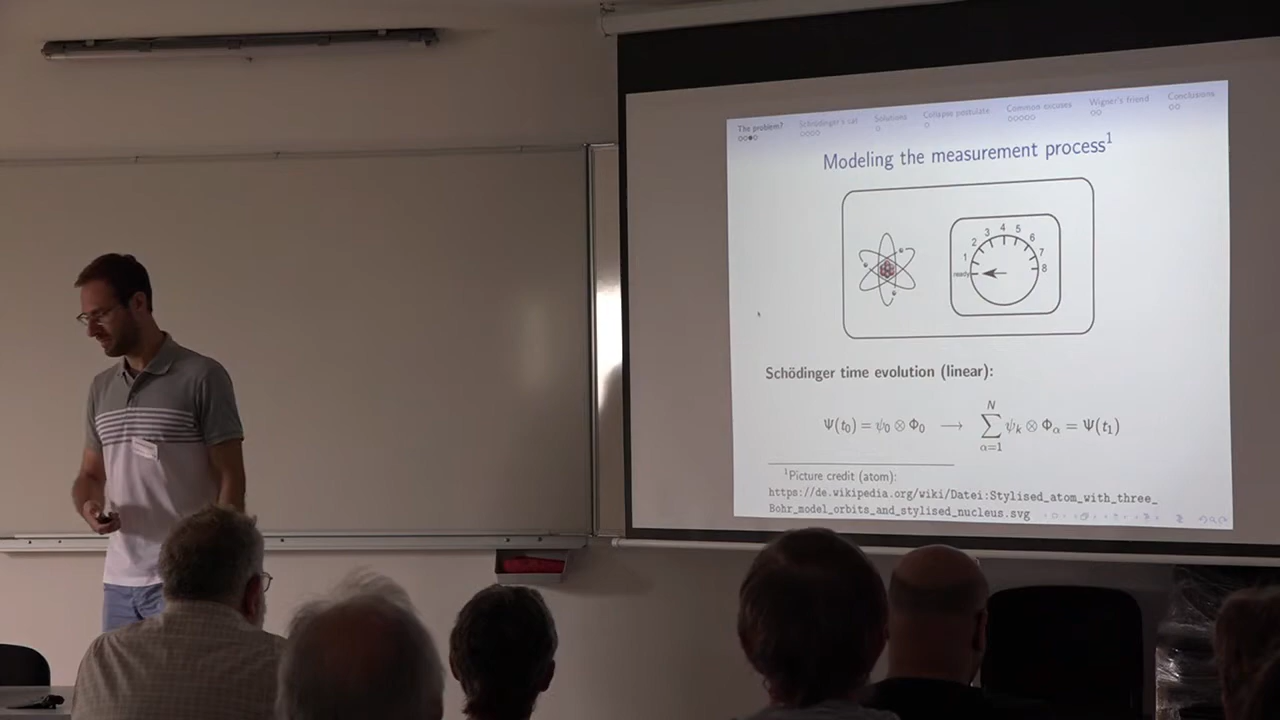 The problem? Schrödinger's cat Solutions Collapse postulate Common excuses Wigner's friend Conclusions
Modeling the measurement process¹
1 2 3 4 5 6 7 8
ready
Schödinger time evolution (linear):
Ψ(t₀) = ψ₀ ⊗ Φ₀ ⟶ ∑_{α=1}^{N} ψₖ ⊗ Φ_α = Ψ(t₁)
¹Picture credit (atom):
https://de.wikipedia.org/wiki/Datei:Stylised_atom_with_three_
Bohr_model_orbits_and_stylised_nucleus.svg